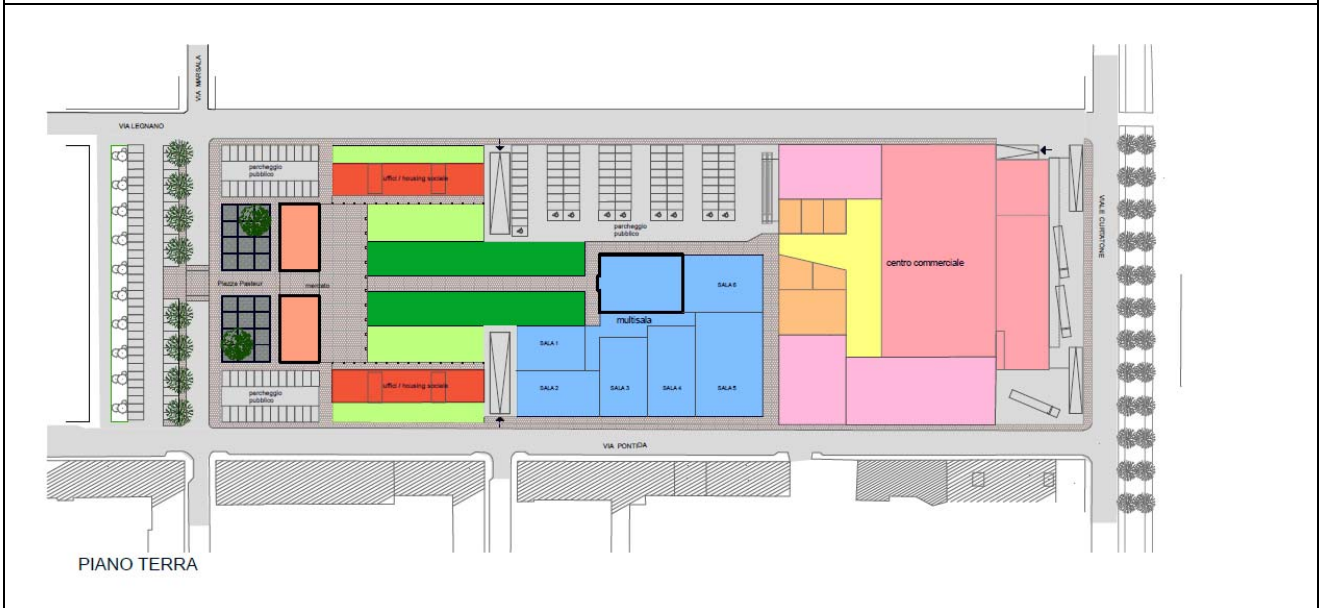 VIA MARSALA
VIA LEGNANO
parcheggio
pubblico
uffici / housing sociale
parcheggio
pubblico
VIALE CURTATONE
centro commerciale
Piazza Pasteur
mercato
SALA 6
multisala
SALA 1
SALA 2
SALA 3
SALA 4
SALA 5
uffici / housing sociale
parcheggio
pubblico
VIA PONTIDA
PIANO TERRA